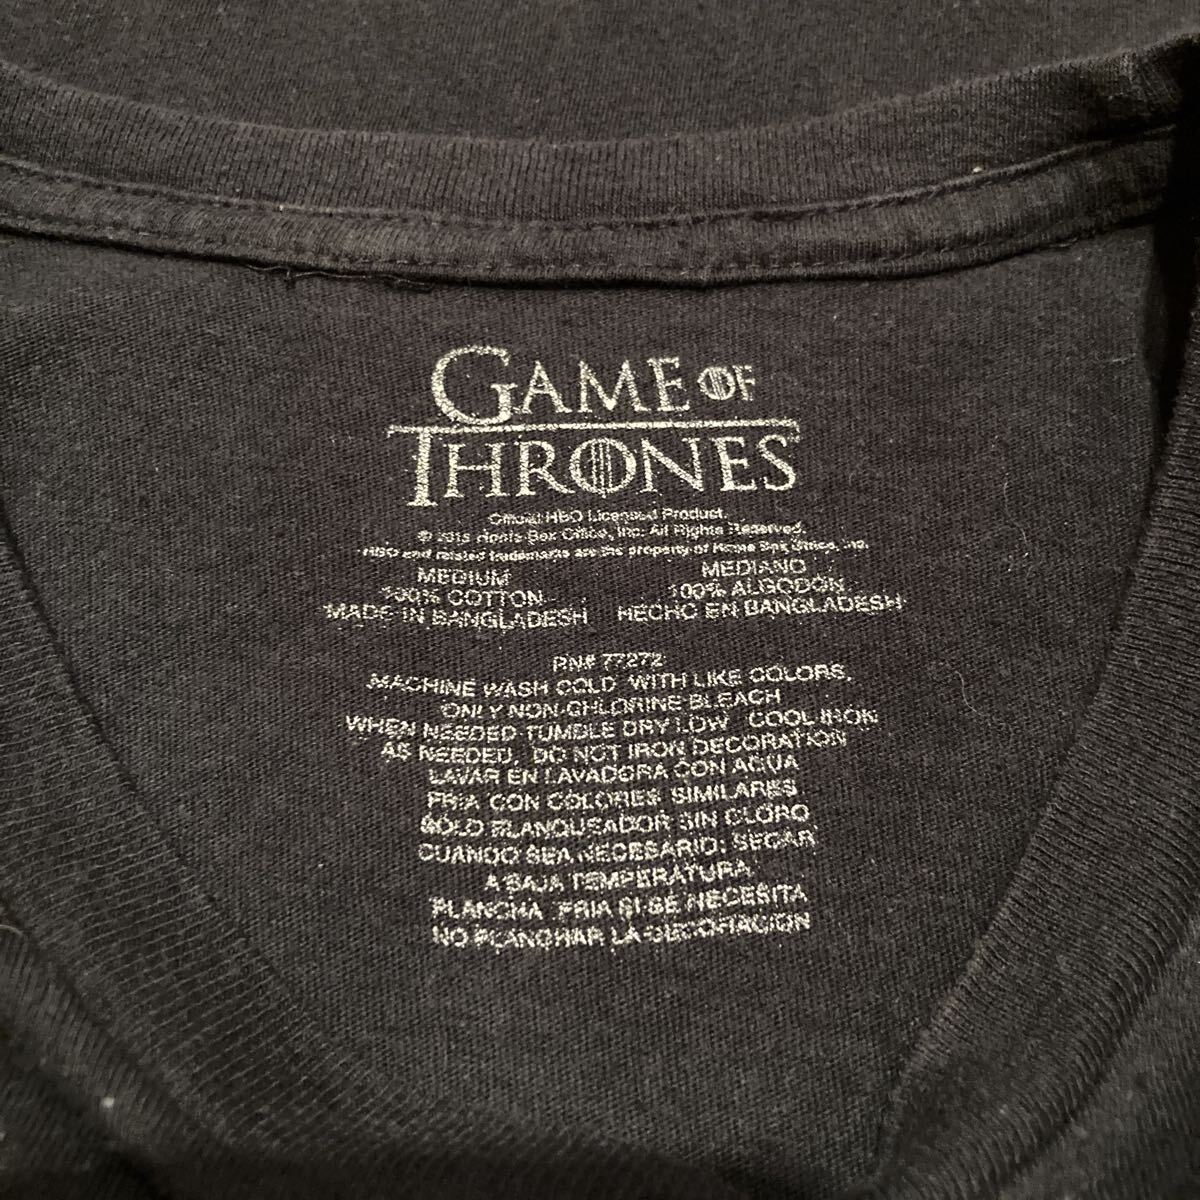 GAME OF
THRONES
Official HBO Licensed Product.
© 2015 Home Box Office, Inc. All Rights Reserved.
HBO and related trademarks are the property of Home Box Office, Inc.
MEDIUM MEDIANO
100% COTTON 100% ALGODON
MADE IN BANGLADESH HECHO EN BANGLADESH
RN# 77272
MACHINE WASH COLD WITH LIKE COLORS,
ONLY NON-CHLORINE BLEACH
WHEN NEEDED TUMBLE DRY LOW COOL IRON
AS NEEDED, DO NOT IRON DECORATION
LAVAR EN LAVADORA CON AGUA
FRIA CON COLORES SIMILARES
SOLO BLANQUEADOR SIN CLORO
CUANDO SEA NECESARIO: SECAR
A BAJA TEMPERATURA
PLANCHA FRIA SI SE NECESITA
NO PLANCHAR LA DECORACION